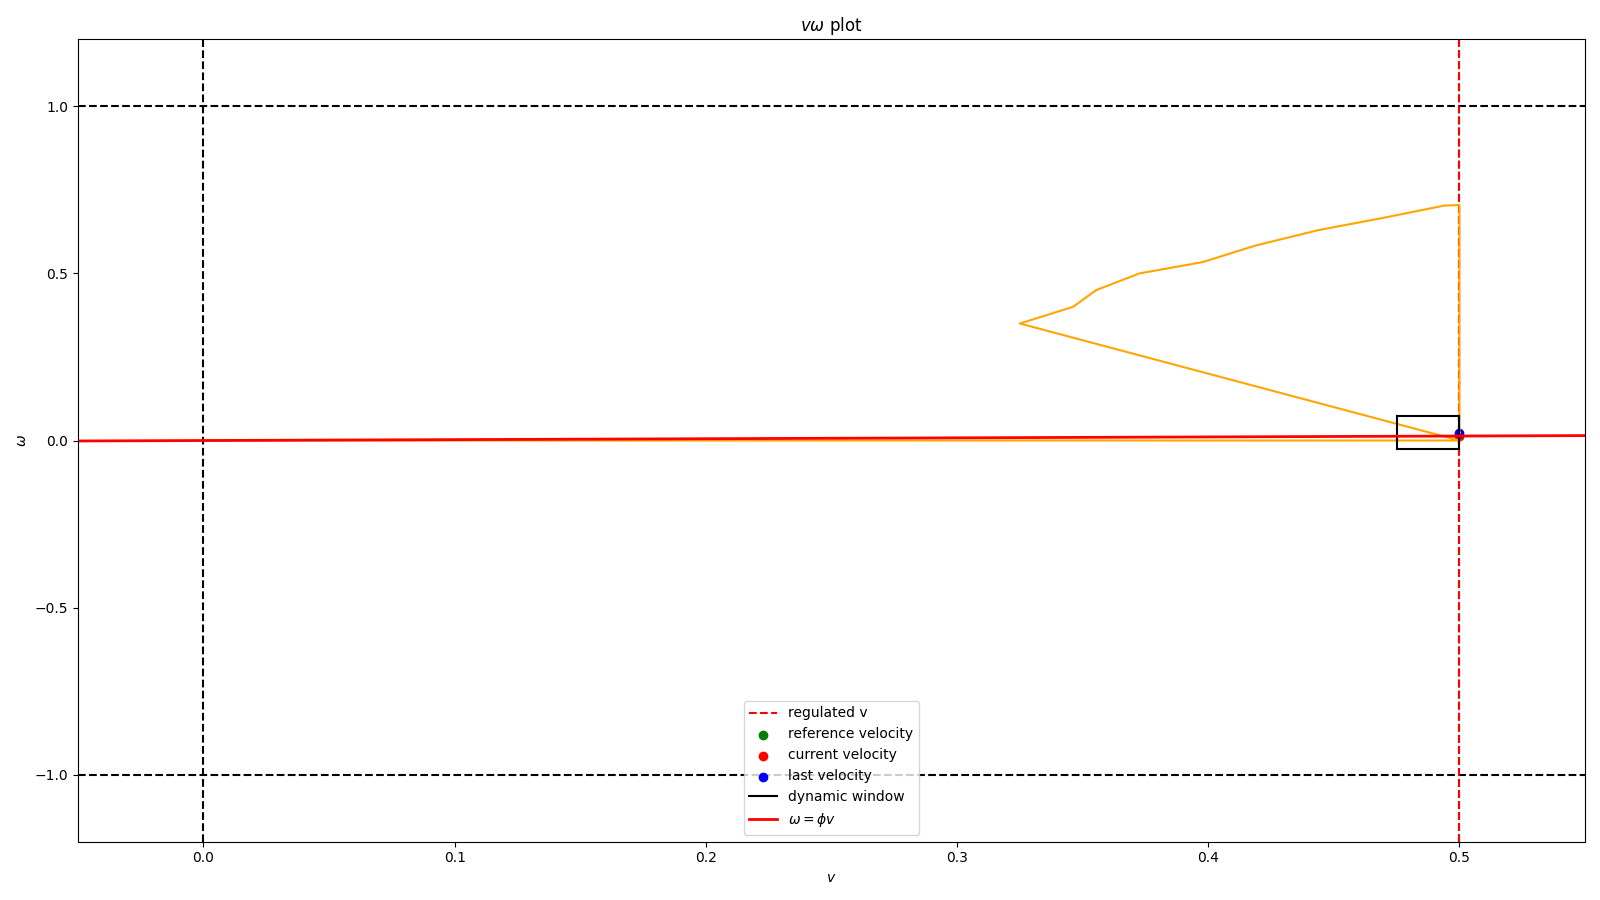 vω plot
1.0
0.5
0.0
−0.5
−1.0
ω
regulated v
reference velocity
current velocity
last velocity
dynamic window
ω = ϕv
0.0 0.1 0.2 0.3 0.4 0.5
v